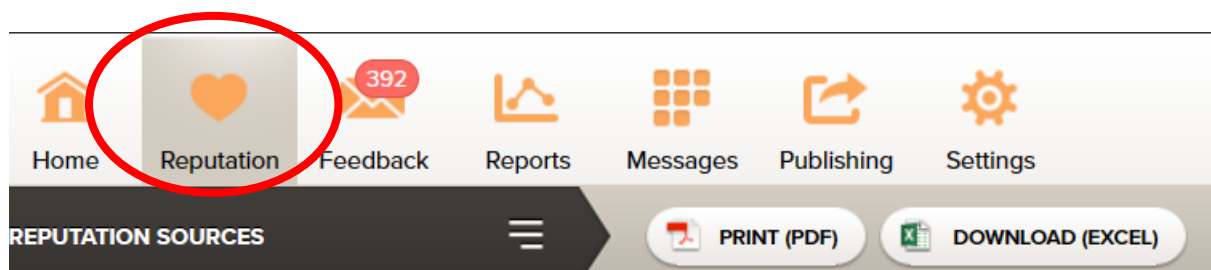 392
Home Reputation Feedback Reports Messages Publishing Settings
REPUTATION SOURCES PRINT (PDF) DOWNLOAD (EXCEL)